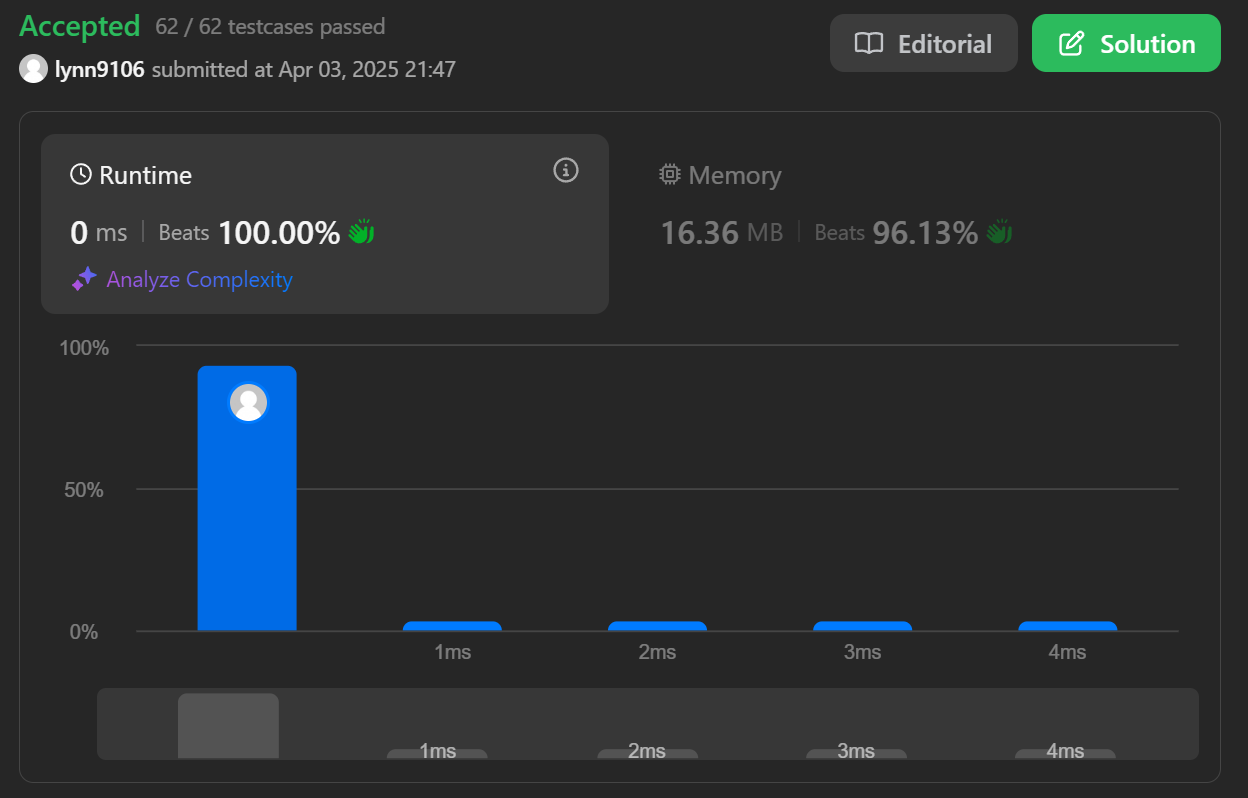 Accepted 62 / 62 testcases passed
Editorial
Solution
lynn9106 submitted at Apr 03, 2025 21:47
Runtime
0 ms | Beats 100.00%
Analyze Complexity
Memory
16.36 MB | Beats 96.13%
100%
50%
0%
1ms 2ms 3ms 4ms
1ms 2ms 3ms 4ms